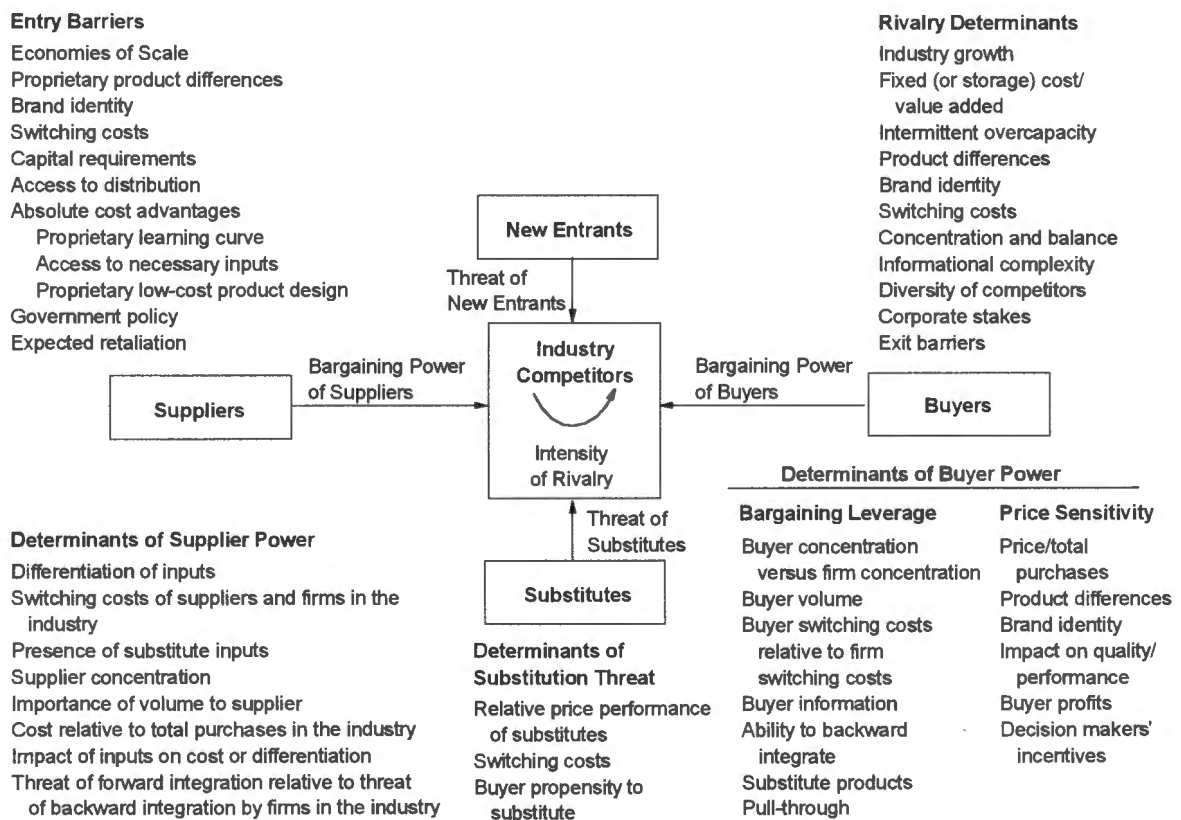 Entry Barriers
Economies of Scale
Proprietary product differences
Brand identity
Switching costs
Capital requirements
Access to distribution
Absolute cost advantages
Proprietary learning curve
Access to necessary inputs
Proprietary low-cost product design
Government policy
Expected retaliation
Rivalry Determinants
Industry growth
Fixed (or storage) cost/
value added
Intermittent overcapacity
Product differences
Brand identity
Switching costs
Concentration and balance
Informational complexity
Diversity of competitors
Corporate stakes
Exit barriers
New Entrants
Threat of
New Entrants
Suppliers
Bargaining Power
of Suppliers
Industry
Competitors
Intensity
of Rivalry
Bargaining Power
of Buyers
Buyers
Threat of
Substitutes
Substitutes
Determinants of Supplier Power
Differentiation of inputs
Switching costs of suppliers and firms in the
industry
Presence of substitute inputs
Supplier concentration
Importance of volume to supplier
Cost relative to total purchases in the industry
Impact of inputs on cost or differentiation
Threat of forward integration relative to threat
of backward integration by firms in the industry
Determinants of
Substitution Threat
Relative price performance
of substitutes
Switching costs
Buyer propensity to
substitute
Determinants of Buyer Power
Bargaining Leverage
Buyer concentration
versus firm concentration
Buyer volume
Buyer switching costs
relative to firm
switching costs
Buyer information
Ability to backward
integrate
Substitute products
Pull-through
Price Sensitivity
Price/total
purchases
Product differences
Brand identity
Impact on quality/
performance
Buyer profits
Decision makers'
incentives